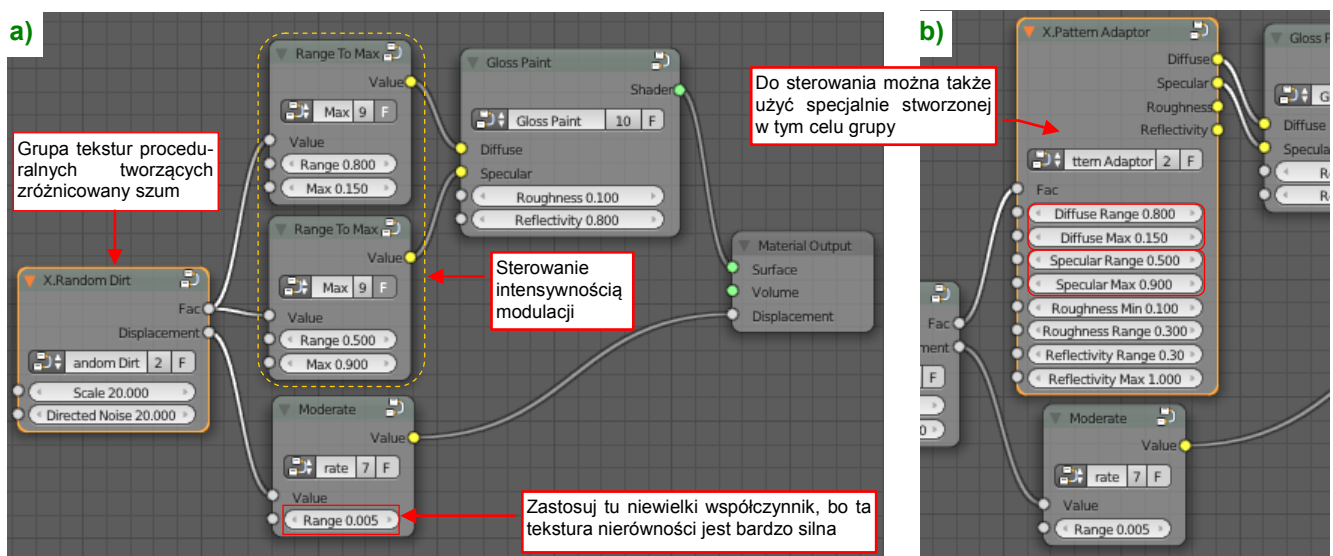 a)
Range To Max
Value
Max 9 F
Value
Range 0.800
Max 0.150
Gloss Paint
Shader
Gloss Paint 10 F
Diffuse
Specular
Roughness 0.100
Reflectivity 0.800
Grupa tekstur procedu-
ralnych tworzących
zróżnicowany szum
Range To Max
Value
Max 9 F
Value
Range 0.500
Max 0.900
Sterowanie
intensywnością
modulacji
Material Output
Surface
Volume
Displacement
X.Random Dirt
Fac
Displacement
andom Dirt 2 F
Scale 20.000
Directed Noise 20.000
Moderate
Value
rate 7 F
Value
Range 0.005
Zastosuj tu niewielki współczynnik, bo ta
tekstura nierówności jest bardzo silna
b)
Do sterowania można także
użyć specjalnie stworzonej
w tym celu grupy
X.Pattern Adaptor
Diffuse
Specular
Roughness
Reflectivity
ttern Adaptor 2 F
Fac
Diffuse Range 0.800
Diffuse Max 0.150
Specular Range 0.500
Specular Max 0.900
Roughness Min 0.100
Roughness Range 0.300
Reflectivity Range 0.30
Reflectivity Max 1.000
Gloss P
G
Diffuse
Specula
R
R
Fac
ment
F
0
Moderate
Value
rate 7 F
Value
Range 0.005